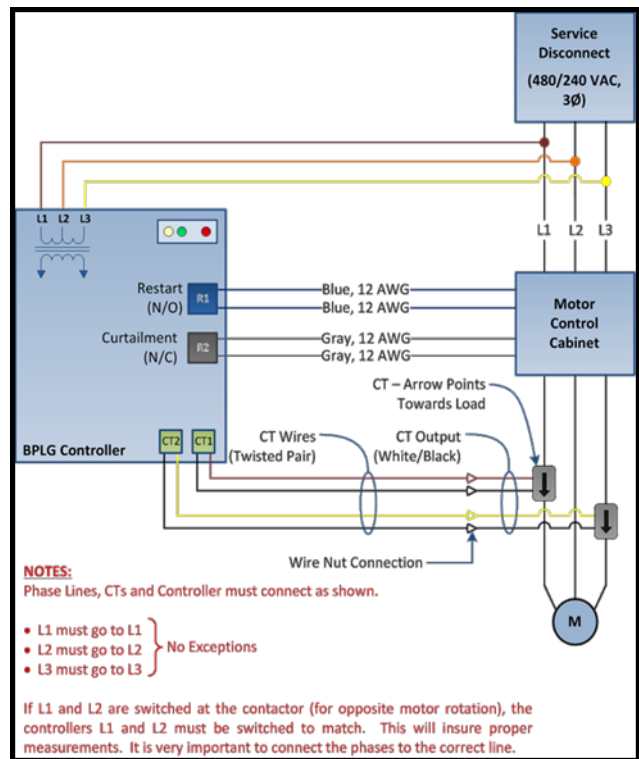 Service
Disconnect
(480/240 VAC,
3Ø)
L1 L2 L3
L1 L2 L3
Restart
(N/O)
R1
Blue, 12 AWG
Blue, 12 AWG
Curtailment
(N/C)
R2
Gray, 12 AWG
Gray, 12 AWG
Motor
Control
Cabinet
CT – Arrow Points
Towards Load
CT2 CT1
BPLG Controller
CT Wires
(Twisted Pair)
CT Output
(White/Black)
Wire Nut Connection
M
NOTES:
Phase Lines, CTs and Controller must connect as shown.
• L1 must go to L1
• L2 must go to L2
• L3 must go to L3
No Exceptions
If L1 and L2 are switched at the contactor (for opposite motor rotation), the
controllers L1 and L2 must be switched to match. This will insure proper
measurements. It is very important to connect the phases to the correct line.